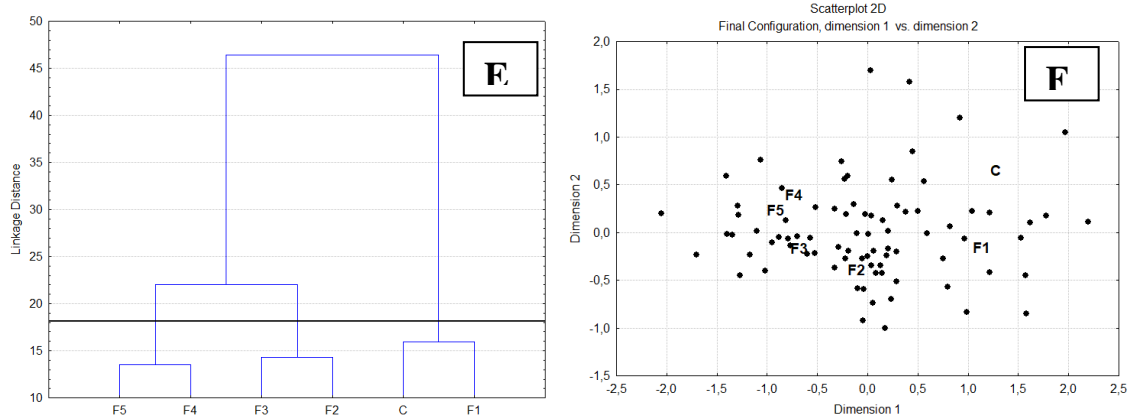 50
45
40
35
30
25
20
15
10
Linkage Distance
F5 F4 F3 F2 C F1
E
Scatterplot 2D
Final Configuration, dimension 1 vs. dimension 2
2,0
1,5
1,0
0,5
0,0
-0,5
-1,0
-1,5
Dimension 2
F
C
F4
F5
F3
F1
F2
-2,5 -2,0 -1,5 -1,0 -0,5 0,0 0,5 1,0 1,5 2,0 2,5
Dimension 1